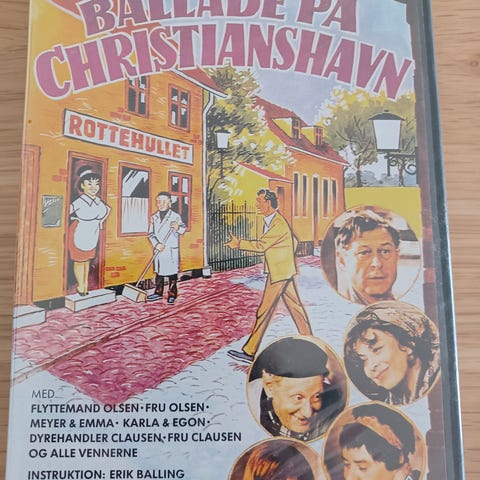 BALLADE PÅ
CHRISTIANSHAVN
ROTTEHULLET
MED
FLYTTEMAND OLSEN · FRU OLSEN ·
MEYER & EMMA · KARLA & EGON ·
DYREHANDLER CLAUSEN · FRU CLAUSEN
OG ALLE VENNERNE
INSTRUKTION: ERIK BALLING